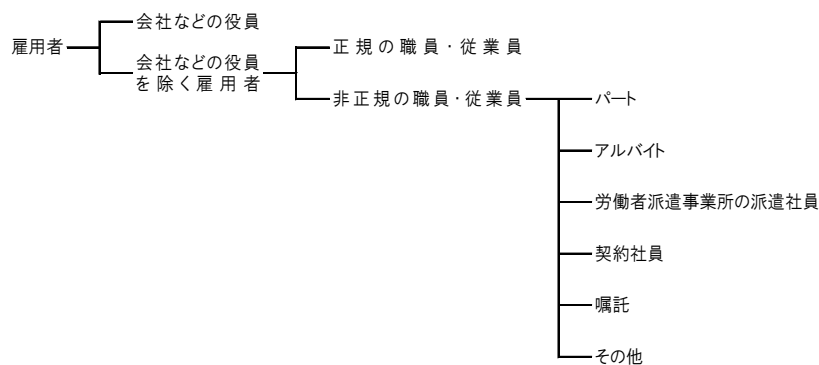 雇用者
会社などの役員
会社などの役員
を除く雇用者
正規の職員・従業員
非正規の職員・従業員
パート
アルバイト
労働者派遣事業所の派遣社員
契約社員
嘱託
その他